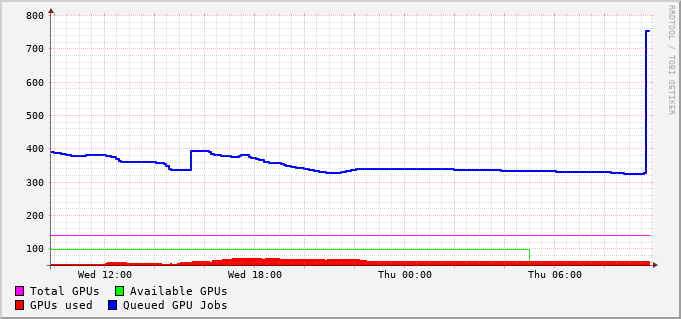 800
700
600
500
400
300
200
100
Wed 12:00 Wed 18:00 Thu 00:00 Thu 06:00
Total GPUs Available GPUs
GPUs used Queued GPU Jobs
RRDTOOL / TOBI OETIKER